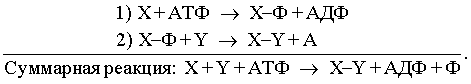 1) X + АТФ → X–Ф + АДФ
2) X–Ф + Y → X–Y + А
Суммарная реакция: X + Y + АТФ → X–Y + АДФ + Ф.